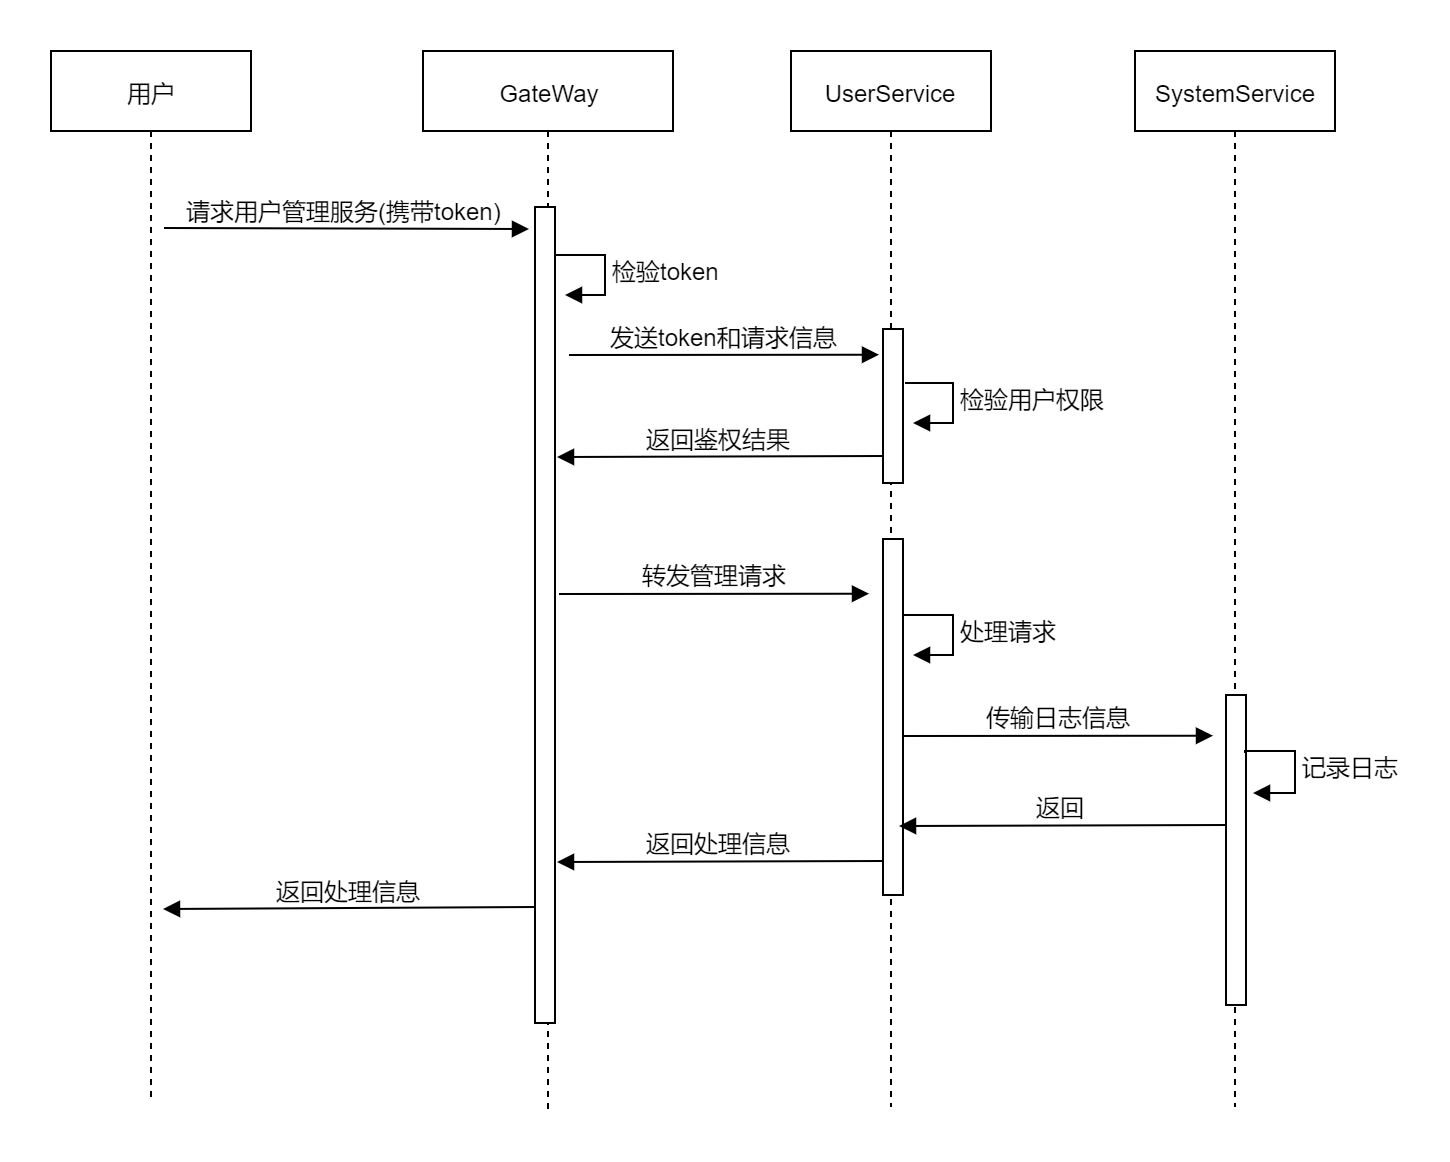 用户
GateWay
UserService
SystemService
请求用户管理服务(携带token)
检验token
发送token和请求信息
检验用户权限
返回鉴权结果
转发管理请求
处理请求
传输日志信息
记录日志
返回
返回处理信息
返回处理信息